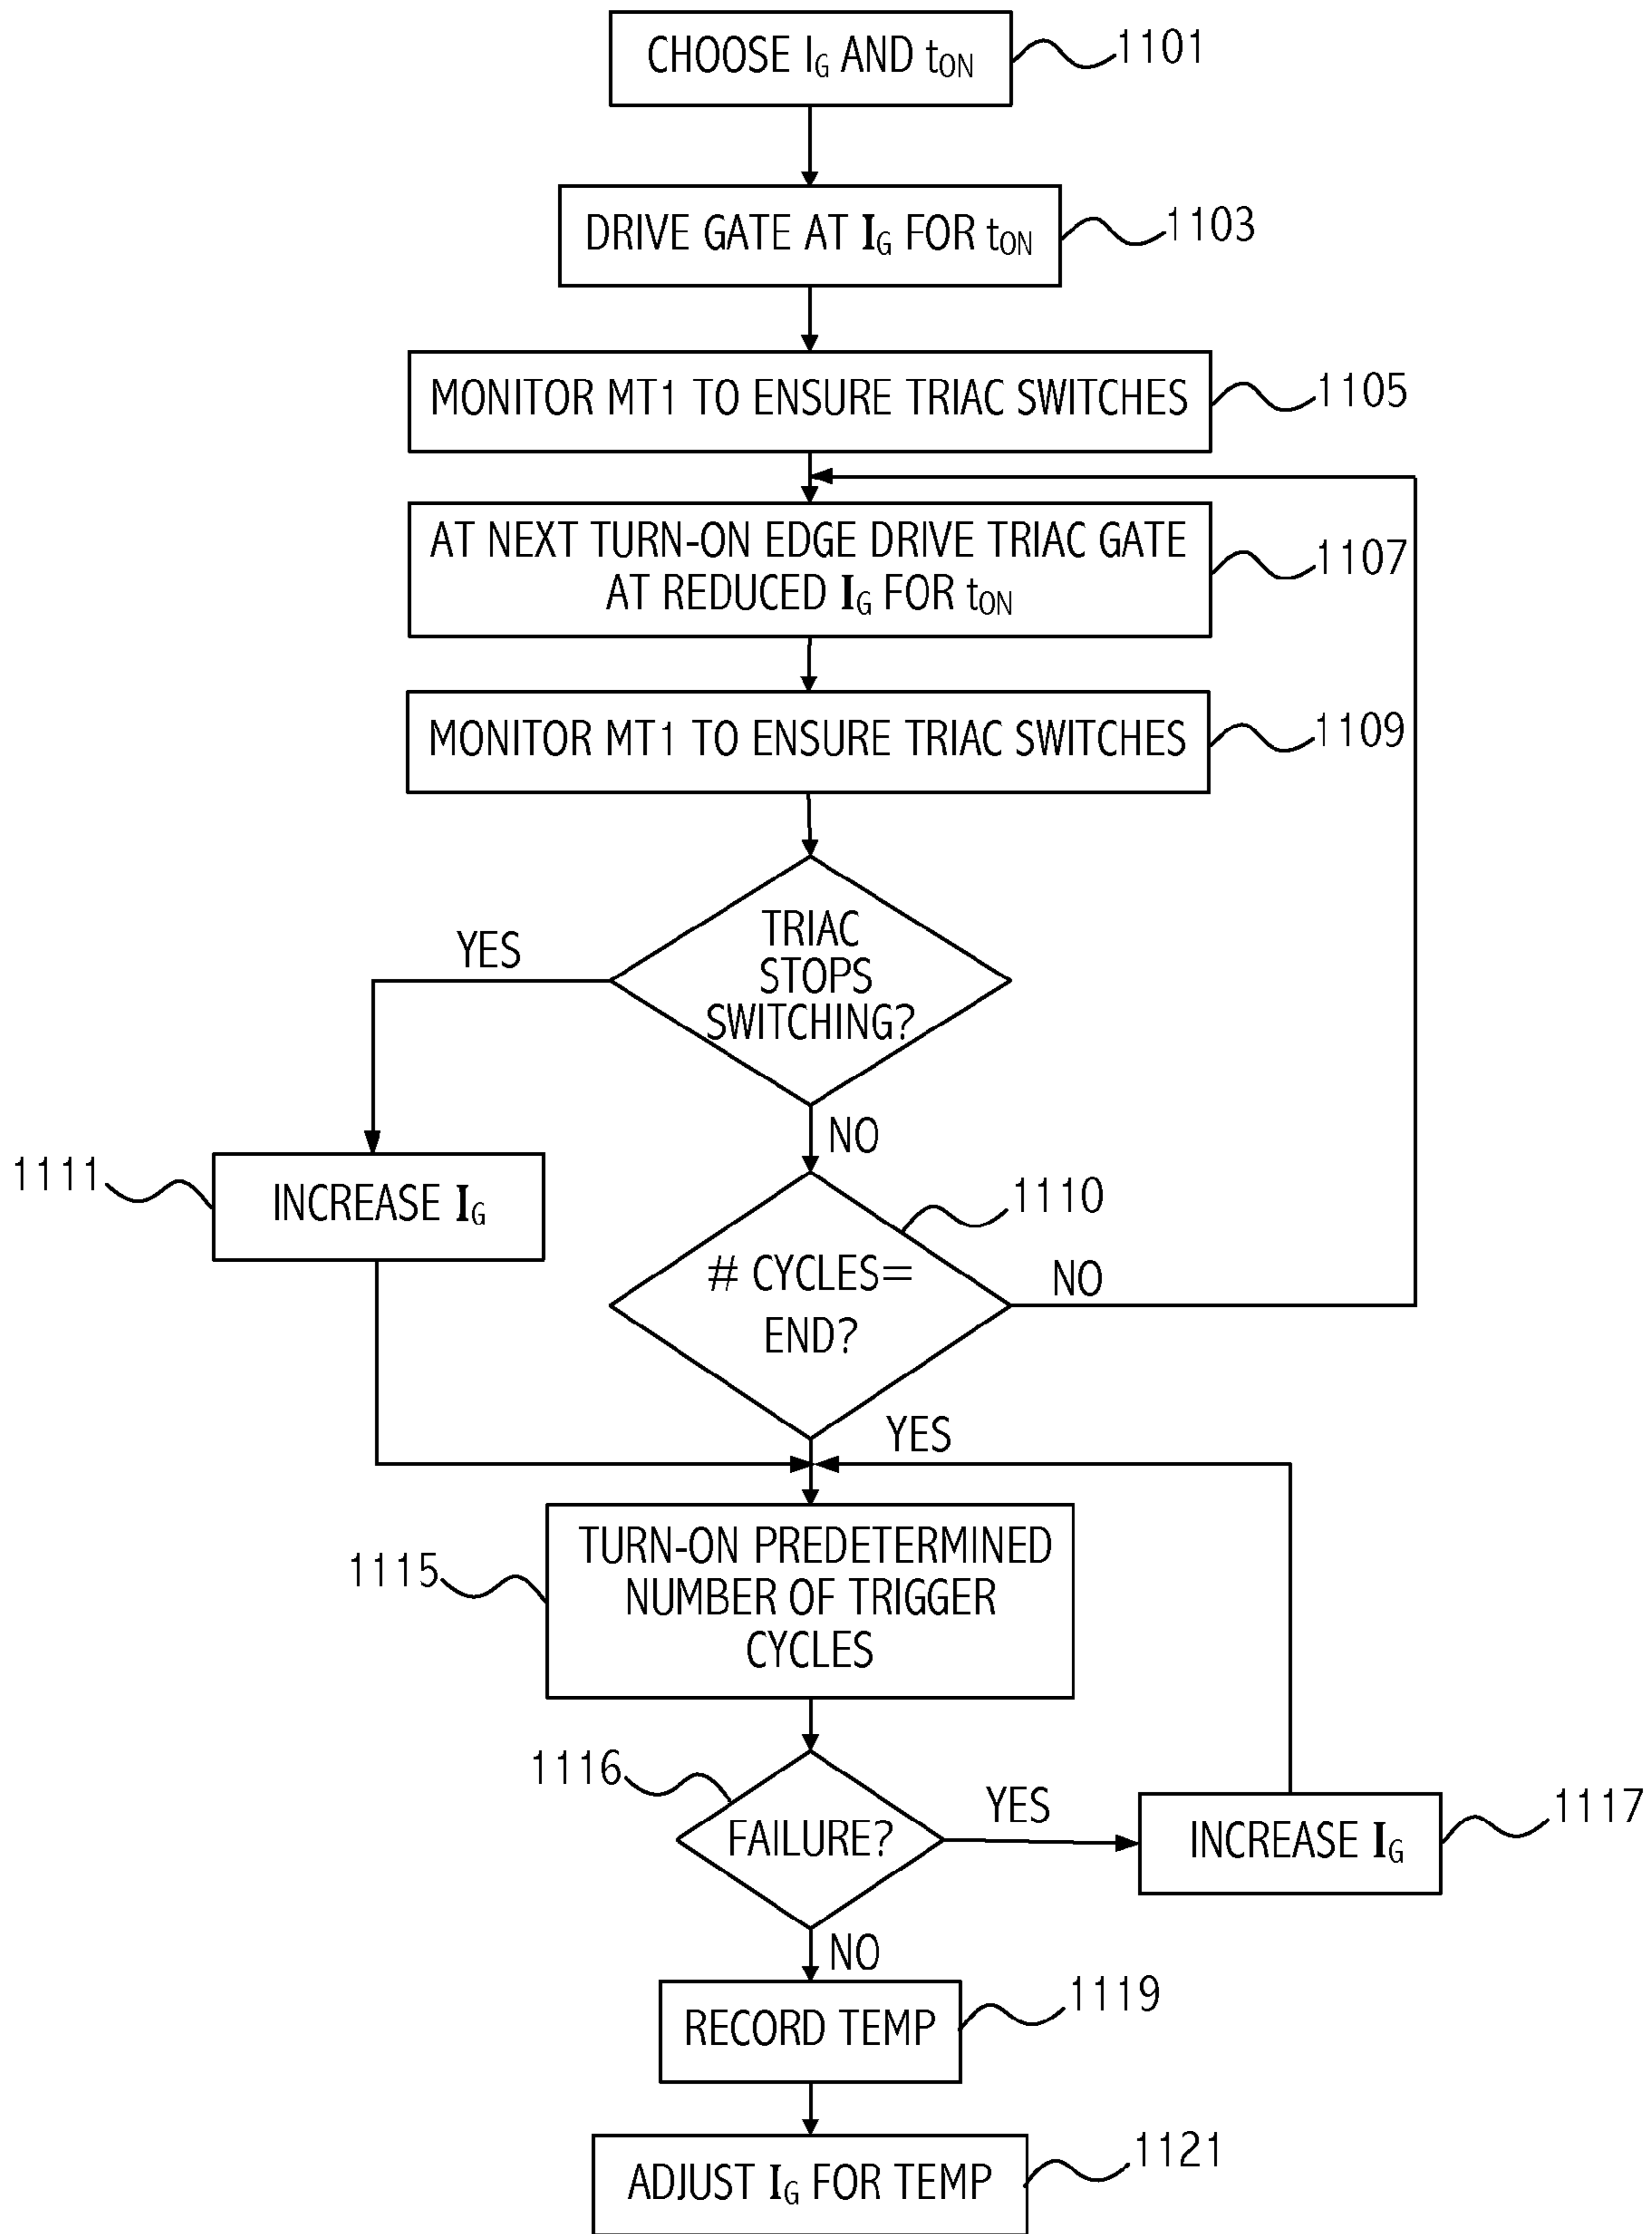 CHOOSE IG AND tON
1101
DRIVE GATE AT IG FOR tON
1103
MONITOR MT1 TO ENSURE TRIAC SWITCHES
1105
AT NEXT TURN-ON EDGE DRIVE TRIAC GATE
AT REDUCED IG FOR tON
1107
MONITOR MT1 TO ENSURE TRIAC SWITCHES
1109
TRIAC
STOPS
SWITCHING?
YES
NO
1111
INCREASE IG
1110
# CYCLES=
END?
NO
YES
1115
TURN-ON PREDETERMINED
NUMBER OF TRIGGER
CYCLES
1116
FAILURE?
YES
INCREASE IG
1117
NO
RECORD TEMP
1119
ADJUST IG FOR TEMP
1121